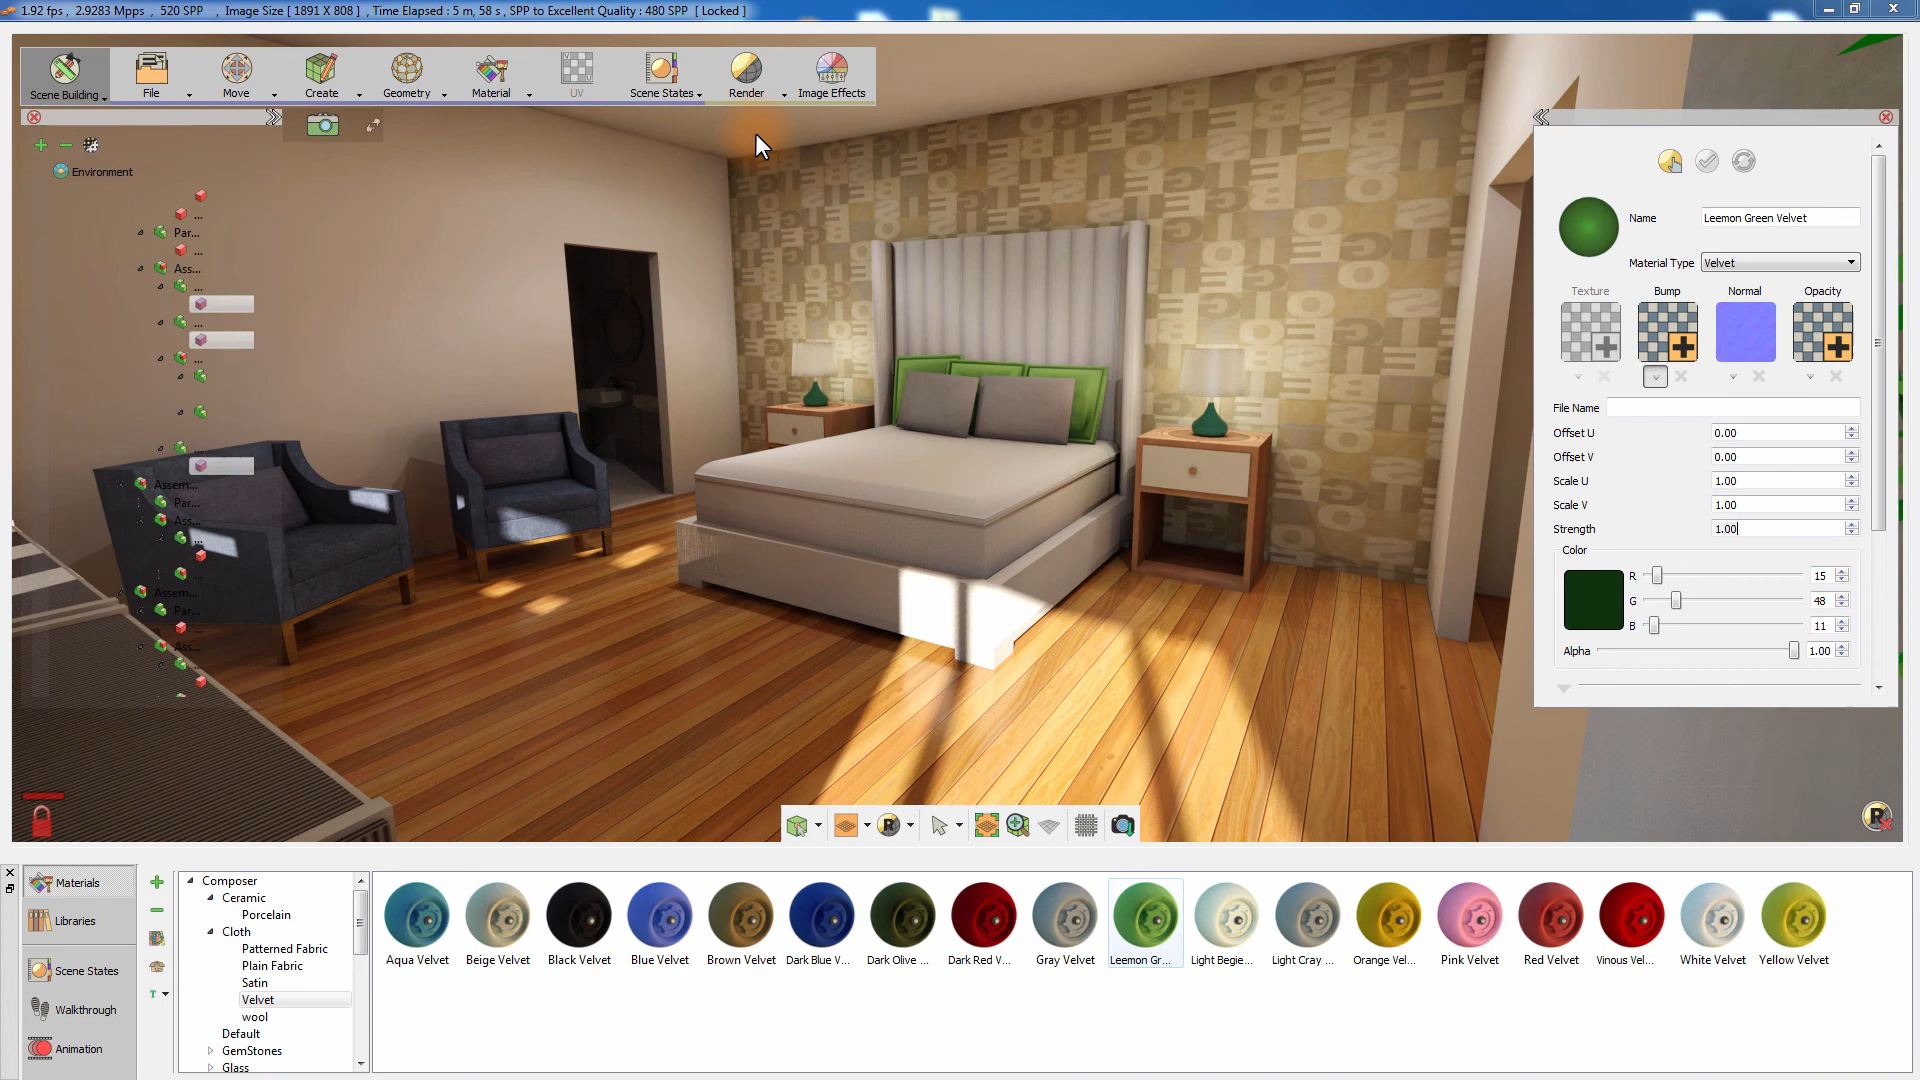 1.92 fps , 2.9283 Mpps , 520 SPP , Image Size [ 1891 X 808 ] , Time Elapsed : 5 m, 58 s , SPP to Excellent Quality : 480 SPP [ Locked ]
Scene Building
File
Move
Create
Geometry
Material
UV
Scene States
Render
Image Effects
Environment
...
Par...
...
Ass...
...
...
...
...
Assem...
Par...
Ass...
...
...
Assem...
Par...
...
Ass...
...
Name
Leemon Green Velvet
Material Type
Velvet
Texture
Bump
Normal
Opacity
File Name
Offset U
0.00
Offset V
0.00
Scale U
1.00
Scale V
1.00
Strength
1.00
Color
R
15
G
48
B
11
Alpha
1.00
Materials
Libraries
Scene States
Walkthrough
Animation
Composer
Ceramic
Porcelain
Cloth
Patterned Fabric
Plain Fabric
Satin
Velvet
wool
Default
GemStones
Glass
Aqua Velvet
Beige Velvet
Black Velvet
Blue Velvet
Brown Velvet
Dark Blue V...
Dark Olive ...
Dark Red V...
Gray Velvet
Leemon Gr...
Light Begie...
Light Cray ...
Orange Vel...
Pink Velvet
Red Velvet
Vinous Vel...
White Velvet
Yellow Velvet